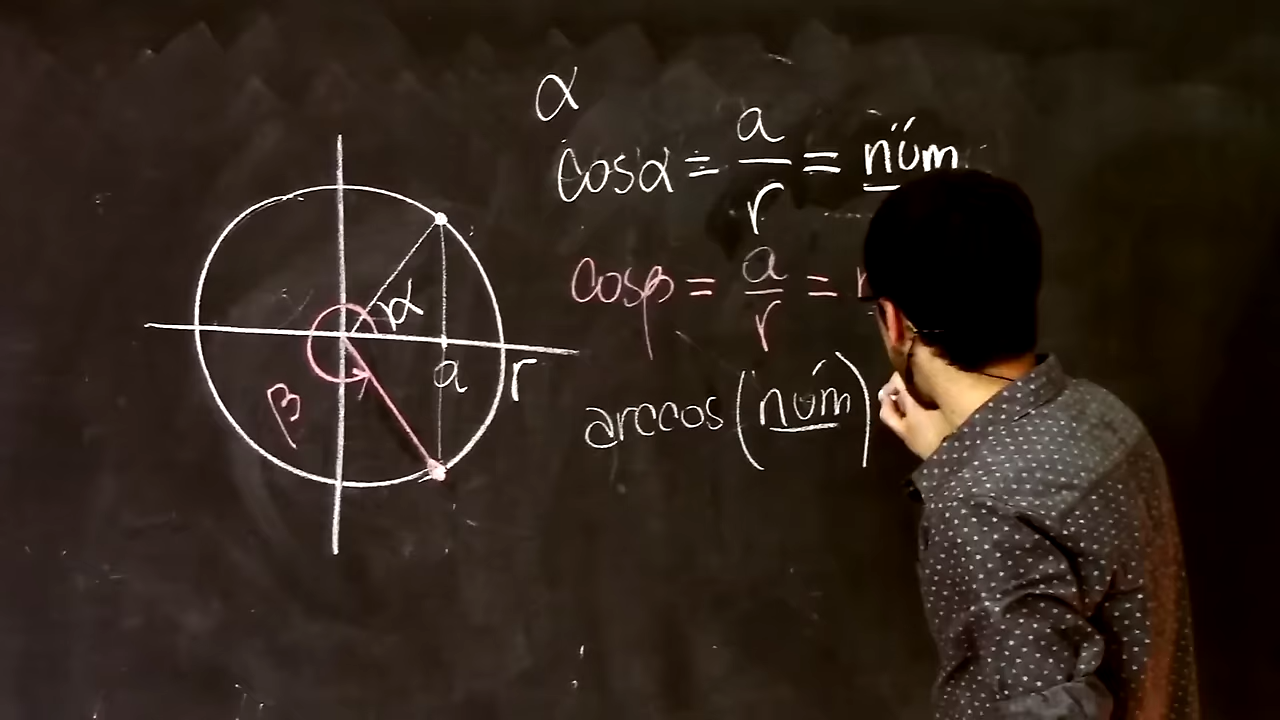 α
cosα = a/r = núm
cosβ = a/r =
arccos(núm)
α
a
r
β